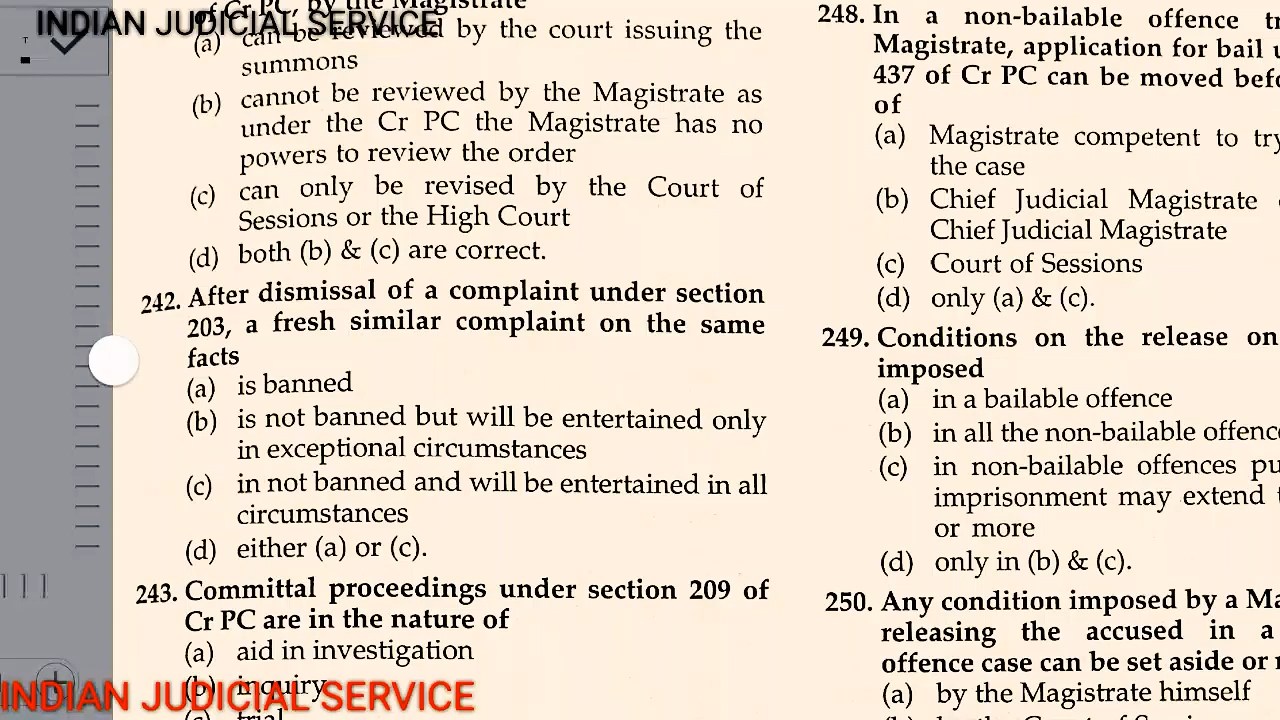 INDIAN JUDICIAL SERVICE
of Cr PC, by the Magistrate
(a) can be reviewed by the court issuing the
summons
(b) cannot be reviewed by the Magistrate as
under the Cr PC the Magistrate has no
powers to review the order
(c) can only be revised by the Court of
Sessions or the High Court
(d) both (b) & (c) are correct.
242. After dismissal of a complaint under section
203, a fresh similar complaint on the same
facts
(a) is banned
(b) is not banned but will be entertained only
in exceptional circumstances
(c) in not banned and will be entertained in all
circumstances
(d) either (a) or (c).
243. Committal proceedings under section 209 of
Cr PC are in the nature of
(a) aid in investigation
(b) inquiry
(c) trial
248. In a non-bailable offence
Magistrate, application for bail
437 of Cr PC can be moved
of
(a) Magistrate competent to try
the case
(b) Chief Judicial Magistrate
Chief Judicial Magistrate
(c) Court of Sessions
(d) only (a) & (c).
249. Conditions on the release on
imposed
(a) in a bailable offence
(b) in all the non-bailable
(c) in non-bailable offences
imprisonment may extend
or more
(d) only in (b) & (c).
250. Any condition imposed by a
releasing the accused in a
offence case can be set aside or
(a) by the Magistrate himself
INDIAN JUDICIAL SERVICE